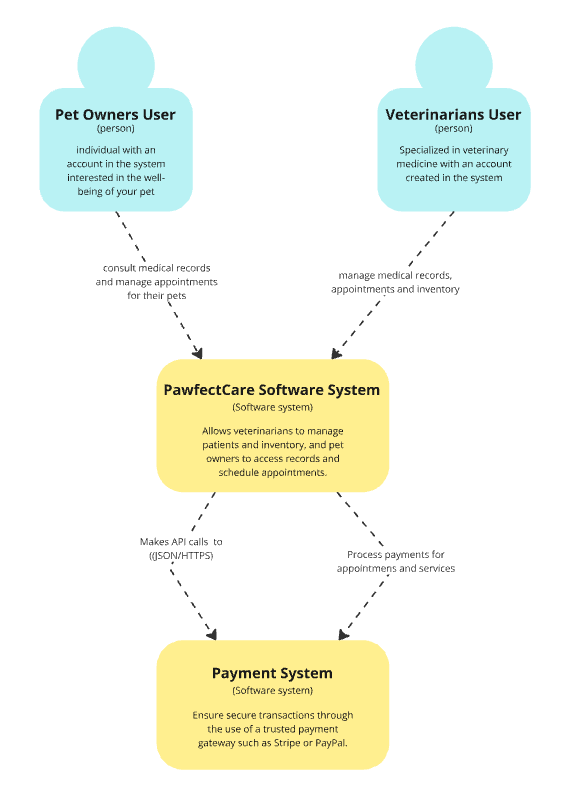 Pet Owners User
(person)
individual with an
account in the system
interested in the well-
being of your pet
Veterinarians User
(person)
Specialized in veterinary
medicine with an account
created in the system
consult medical records
and manage appointments
for their pets
manage medical records,
appointments and inventory
PawfectCare Software System
(Software system)
Allows veterinarians to manage
patients and inventory, and pet
owners to access records and
schedule appointments.
Makes API calls to
((JSON/HTTPS)
Process payments for
appointmens and services
Payment System
(Software system)
Ensure secure transactions through
the use of a trusted payment
gateway such as Stripe or PayPal.